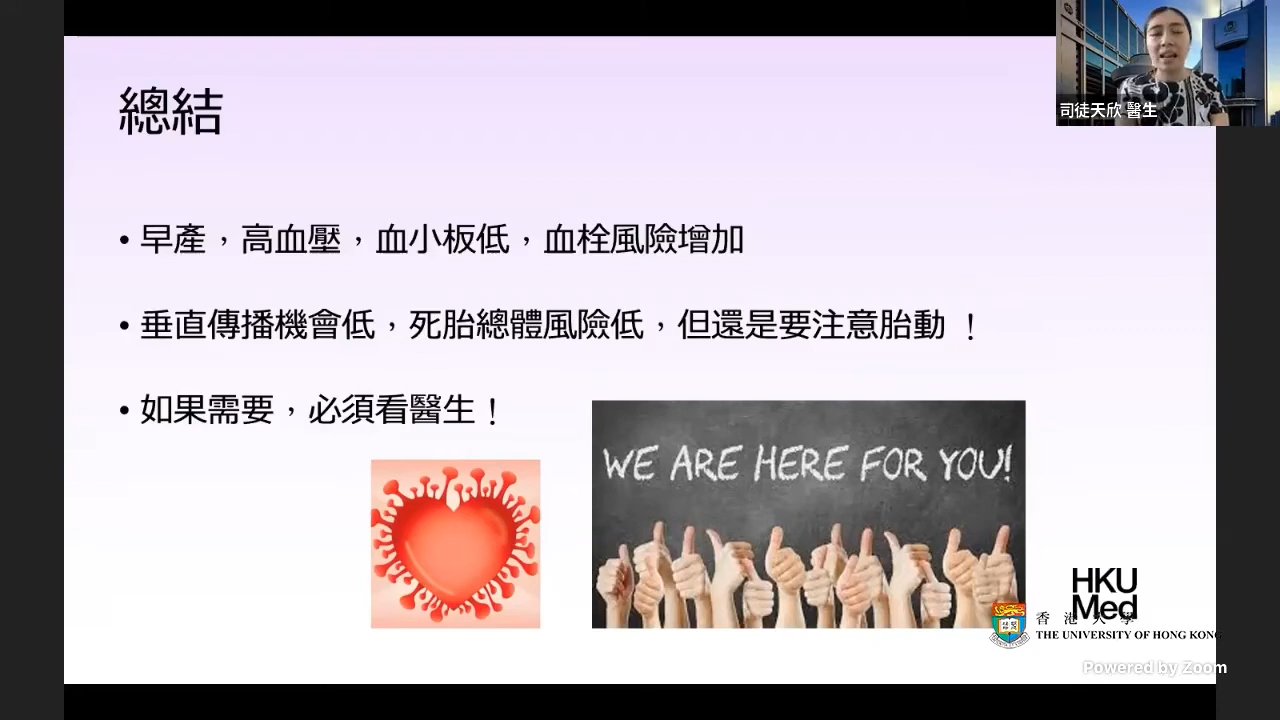 總結
司徒天欣 醫生
• 早產，高血壓，血小板低，血栓風險增加
• 垂直傳播機會低，死胎總體風險低，但還是要注意胎動 ！
• 如果需要，必須看醫生！
WE ARE HERE FOR YOU!
HKU
Med
香港大學
THE UNIVERSITY OF HONG KONG
Powered by Zoom